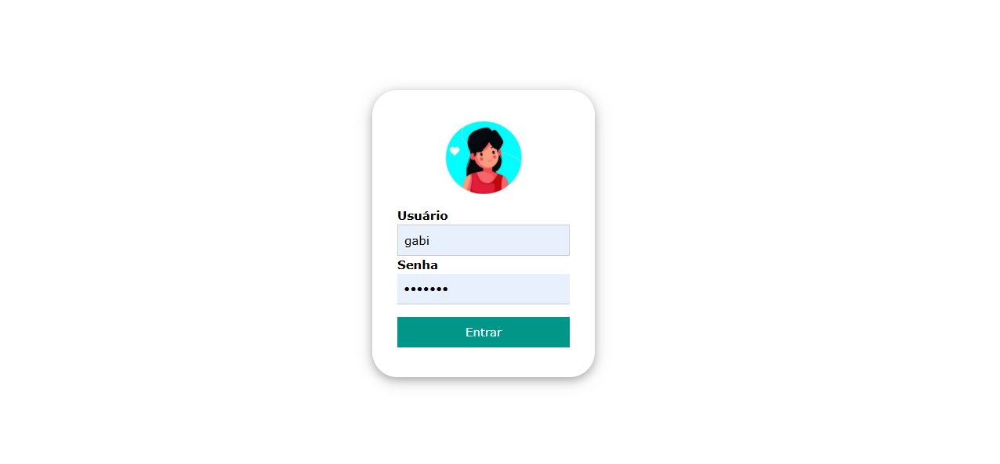 Usuário
gabi
Senha
•••••••
Entrar